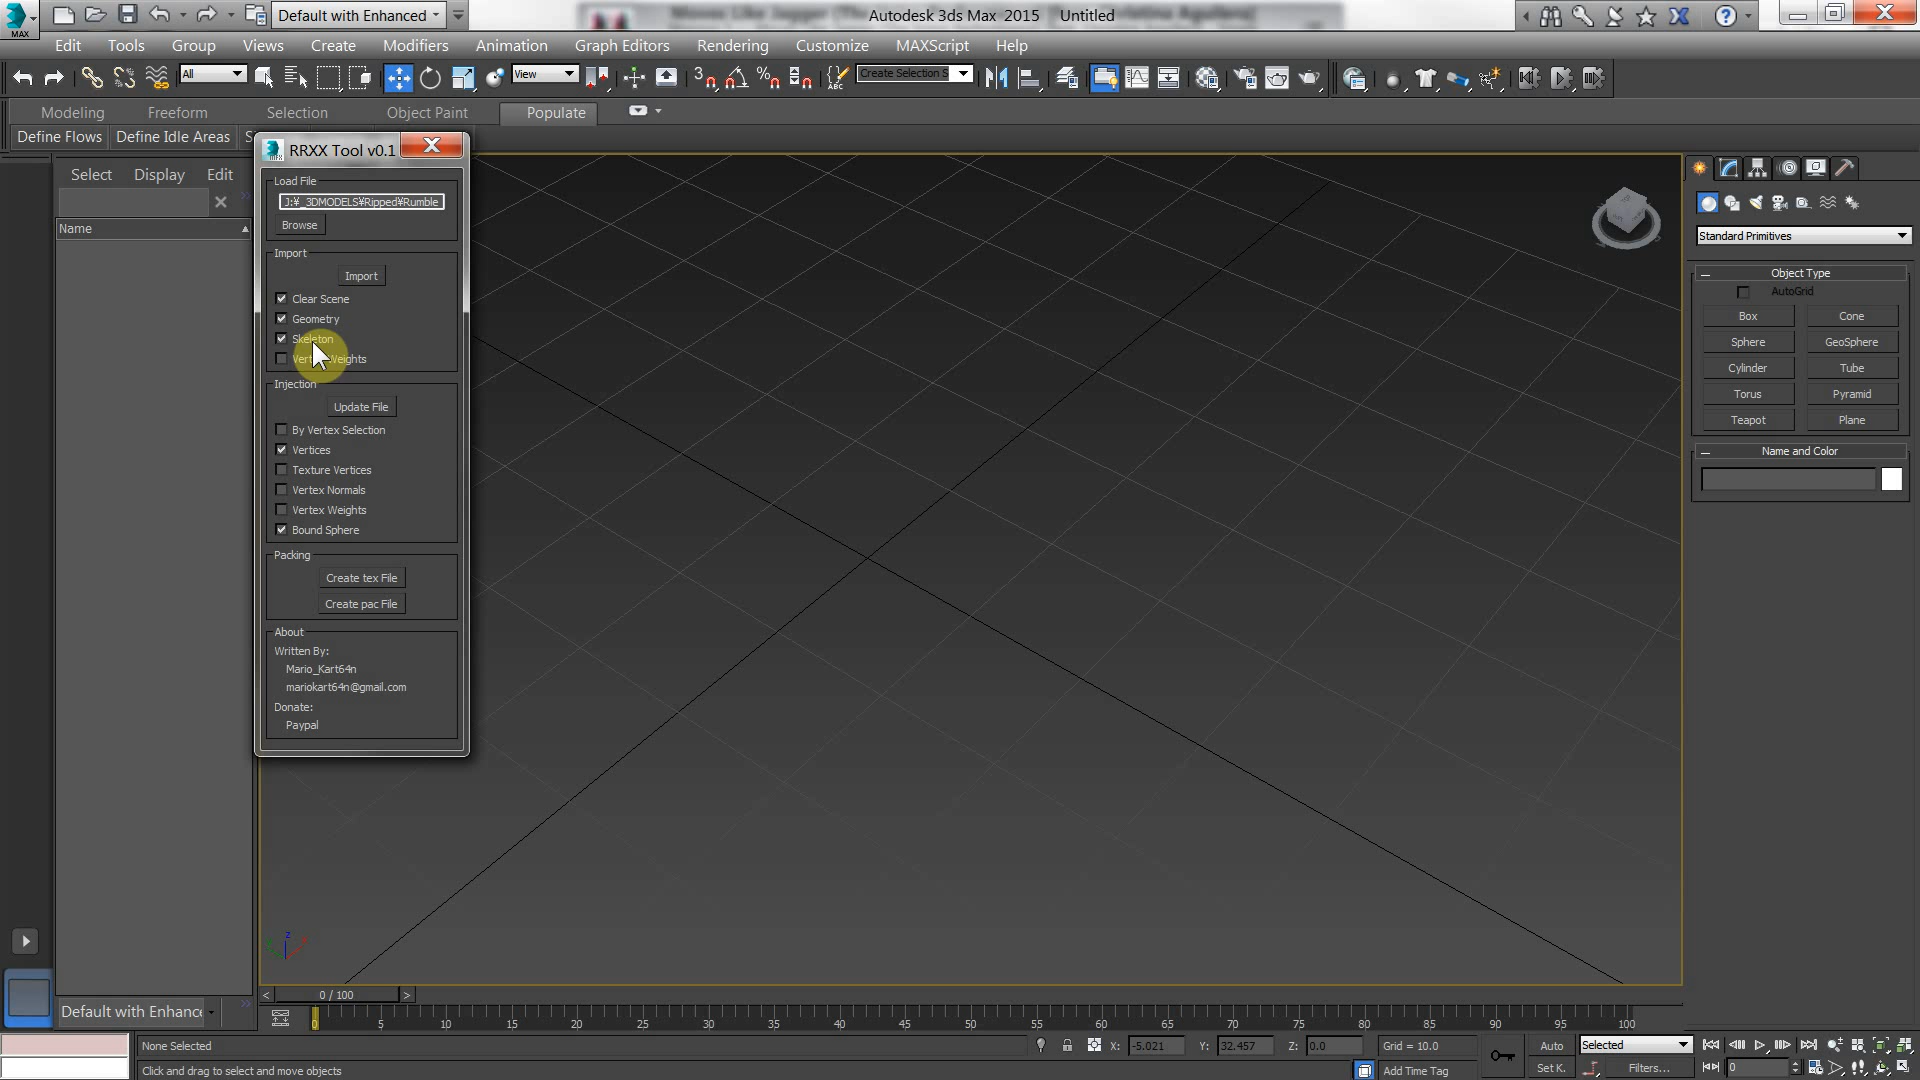 Default with Enhanced
Autodesk 3ds Max 2015 Untitled
MAX
Edit Tools Group Views Create Modifiers Animation Graph Editors Rendering Customize MAXScript Help
All
View
3
ABC
Create Selection S
Modeling Freeform Selection Object Paint Populate
Define Flows Define Idle Areas S
RRXX Tool v0.1
Select Display Edit
Name
Load File
J:¥_3DMODELS¥Ripped¥Rumble
Browse
Import
Import
Clear Scene
Geometry
Skeleton
Vertex Weights
Injection
Update File
By Vertex Selection
Vertices
Texture Vertices
Vertex Normals
Vertex Weights
Bound Sphere
Packing
Create tex File
Create pac File
About
Written By:
Mario_Kart64n
mariokart64n@gmail.com
Donate:
Paypal
Standard Primitives
Object Type
AutoGrid
Box Cone
Sphere GeoSphere
Cylinder Tube
Torus Pyramid
Teapot Plane
Name and Color
z
0 / 100
Default with Enhance
0 5 10 15 20 25 30 35 40 45 50 55 60 65 70 75 80 85 90 95 100
None Selected
X: -5.021 Y: 32.457 Z: 0.0 Grid = 10.0
Auto Selected
Click and drag to select and move objects
Add Time Tag
Set K. Filters... 0